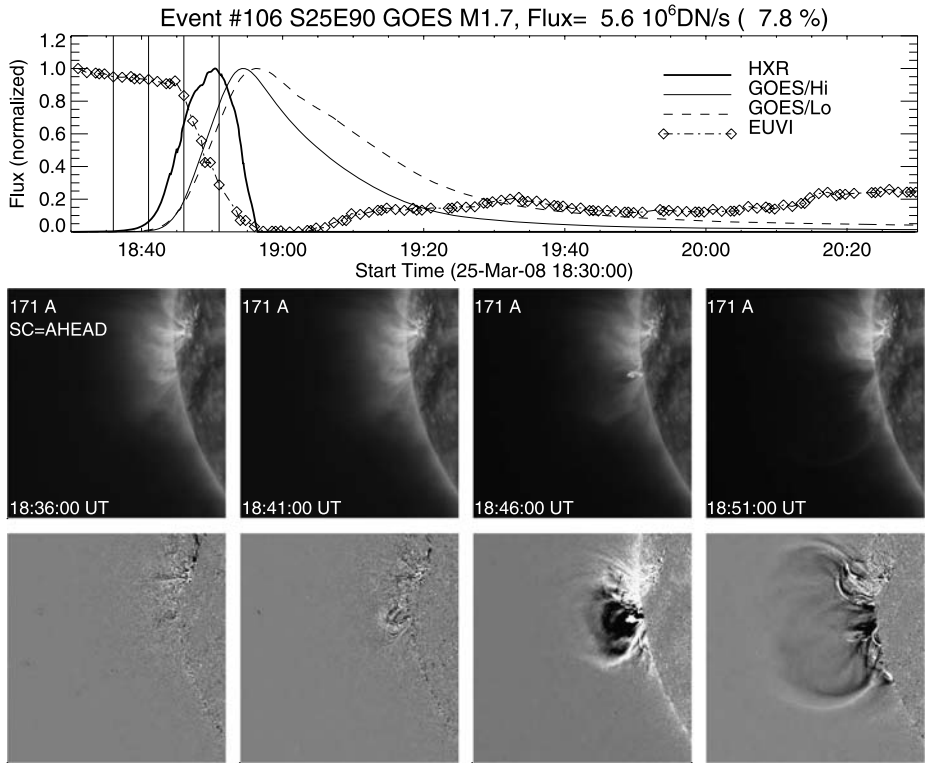 Event #106 S25E90 GOES M1.7, Flux= 5.6 10⁶DN/s ( 7.8 %)
Flux (normalized)
1.2
1.0
0.8
0.6
0.4
0.2
0.0
HXR
GOES/Hi
GOES/Lo
EUVI
18:40 19:00 19:20 19:40 20:00 20:20
Start Time (25-Mar-08 18:30:00)
171 A 171 A 171 A 171 A
SC=AHEAD
18:36:00 UT 18:41:00 UT 18:46:00 UT 18:51:00 UT